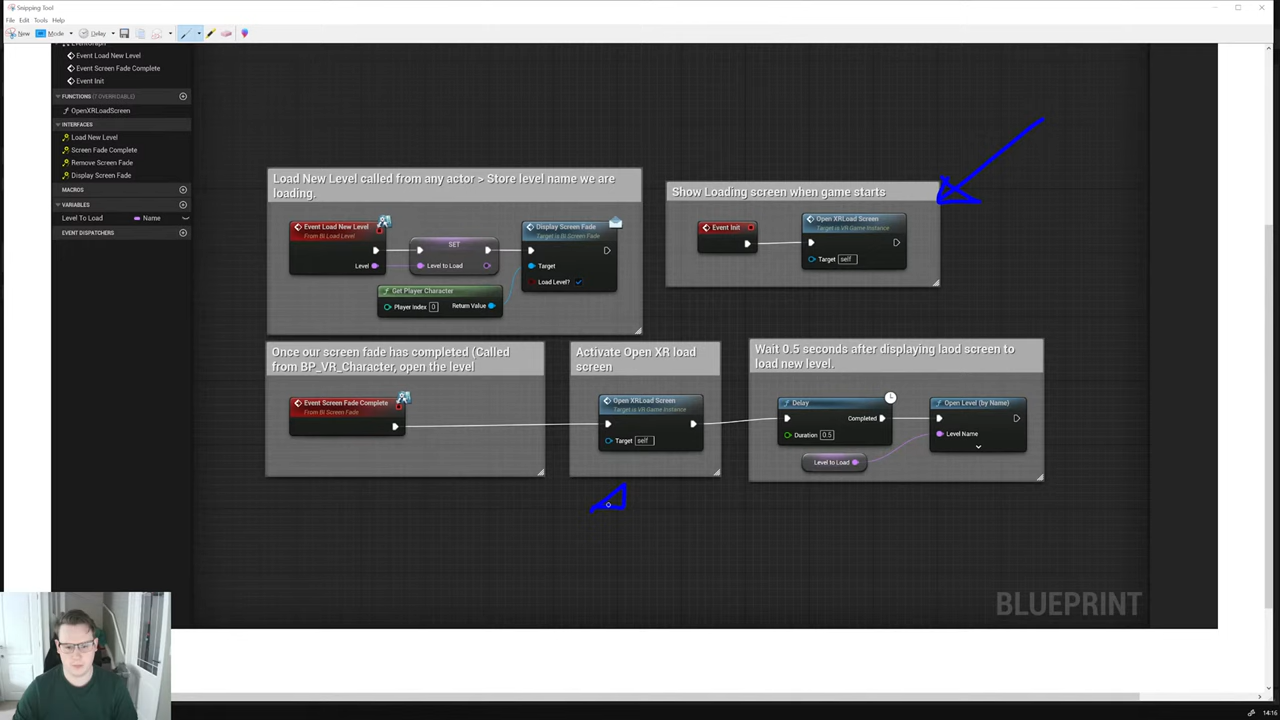 Snipping Tool
File Edit Tools Help
New Mode Delay
EventGraph
Event Load New Level
Event Screen Fade Complete
Event Init
FUNCTIONS (7 OVERRIDABLE)
OpenXRLoadScreen
INTERFACES
Load New Level
Screen Fade Complete
Remove Screen Fade
Display Screen Fade
MACROS
VARIABLES
Level To Load Name
EVENT DISPATCHERS
Load New Level called from any actor > Store level name we are
loading.
Event Load New Level
From BI Load Level
Level
SET
Level to Load
Display Screen Fade
Target is BI Screen Fade
Target
Load Level?
Get Player Character
Player Index 0 Return Value
Show Loading screen when game starts
Event Init
Open XRLoad Screen
Target is VR Game Instance
Target self
Once our screen fade has completed (Called
from BP_VR_Character, open the level
Event Screen Fade Complete
From BI Screen Fade
Activate Open XR load
screen
Open XRLoad Screen
Target is VR Game Instance
Target self
Wait 0.5 seconds after displaying laod screen to
load new level.
Delay
Completed
Duration 0.5
Level to Load
Open Level (by Name)
Level Name
BLUEPRINT
14:16